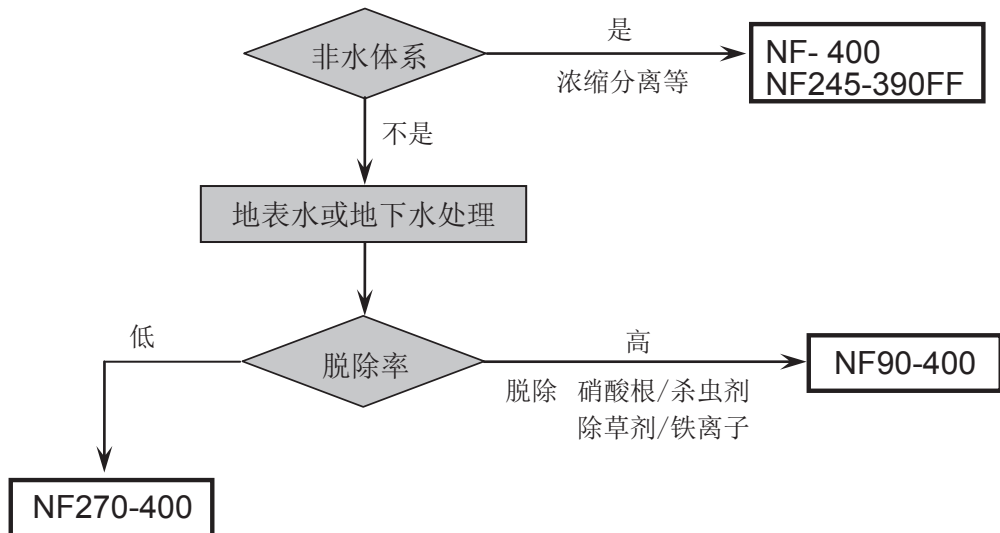 非水体系
是
浓缩分离等
NF- 400
NF245-390FF
不是
地表水或地下水处理
低
脱除率
高
脱除 硝酸根/杀虫剂
除草剂/铁离子
NF90-400
NF270-400